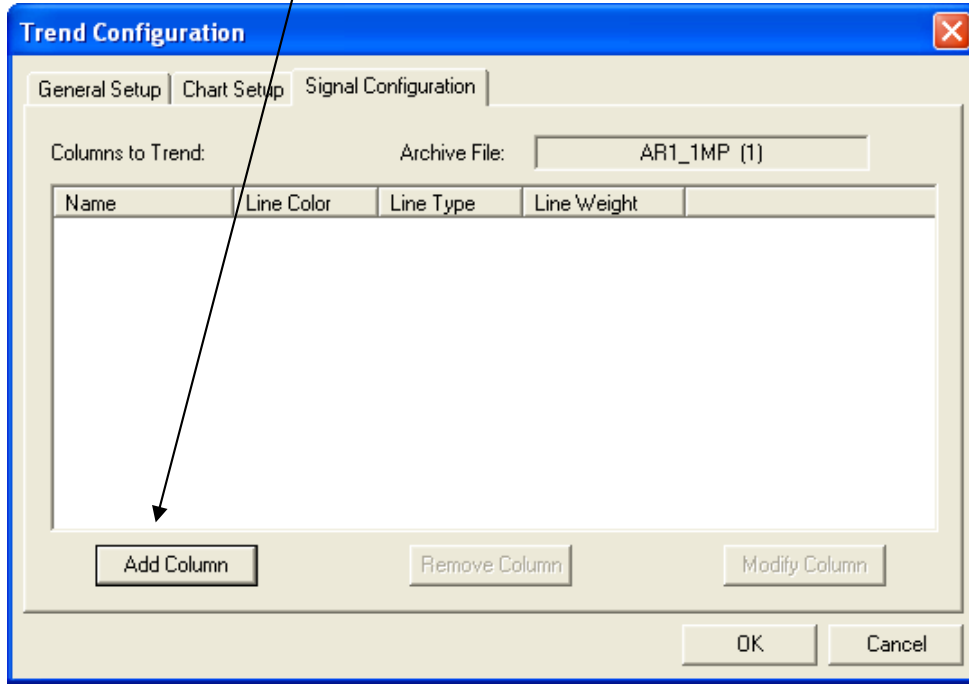 Trend Configuration
General Setup Chart Setup Signal Configuration
Columns to Trend: Archive File: AR1_1MP (1)
Name Line Color Line Type Line Weight
Add Column Remove Column Modify Column
OK Cancel